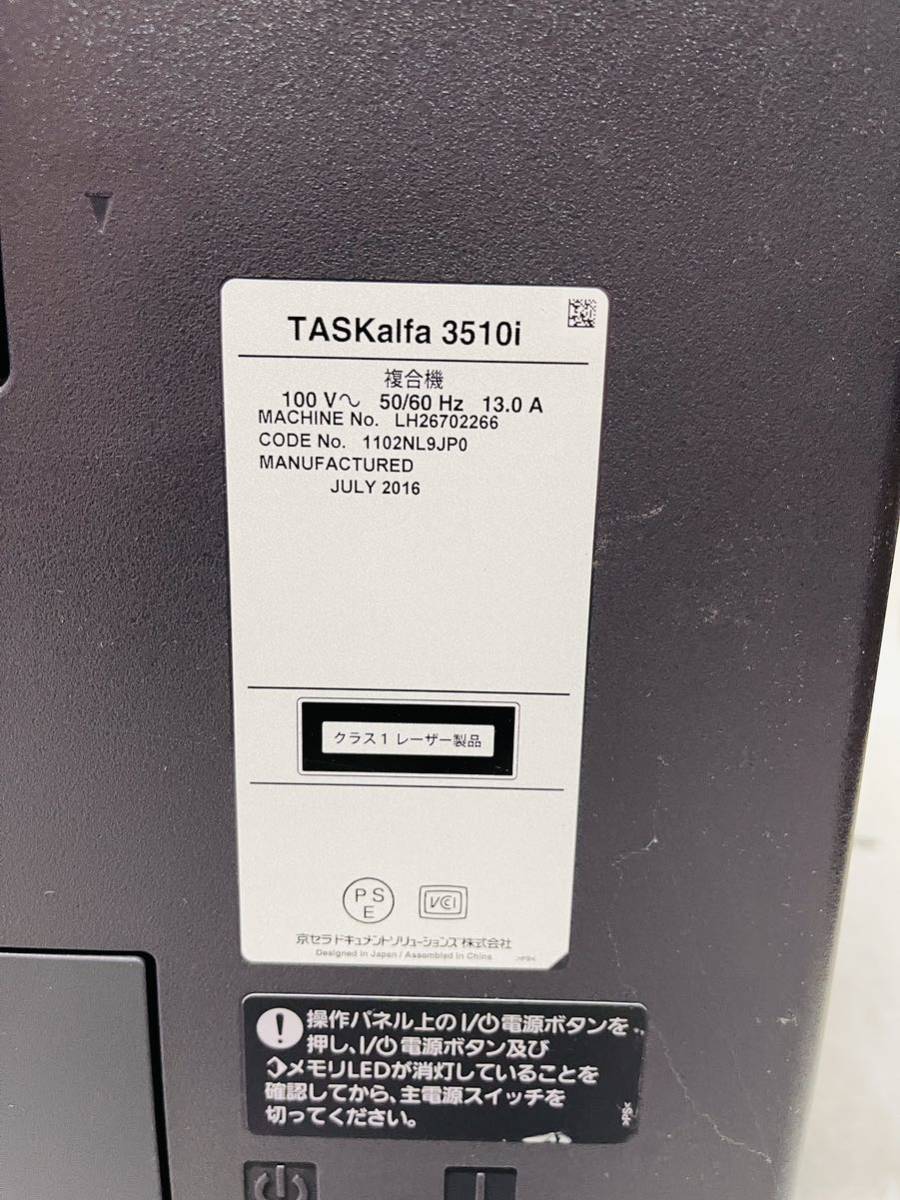 TASKalfa 3510i
複合機
100 V～ 50/60 Hz 13.0 A
MACHINE No. LH26702266
CODE No. 1102NL9JP0
MANUFACTURED
JULY 2016
クラス1 レーザー製品
PS
E
VCI
京セラドキュメントソリューションズ株式会社
Designed in Japan / Assembled in China
>PS<
操作パネル上のI/⏻電源ボタンを
押し、I/⏻電源ボタン及び
メモリLEDが消灯していることを
確認してから、主電源スイッチを
切ってください。
>PS<